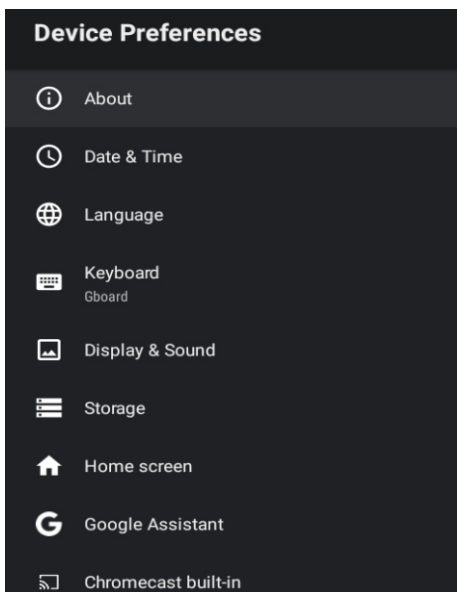 Device Preferences
About
Date & Time
Language
Keyboard
Gboard
Display & Sound
Storage
Home screen
Google Assistant
Chromecast built-in